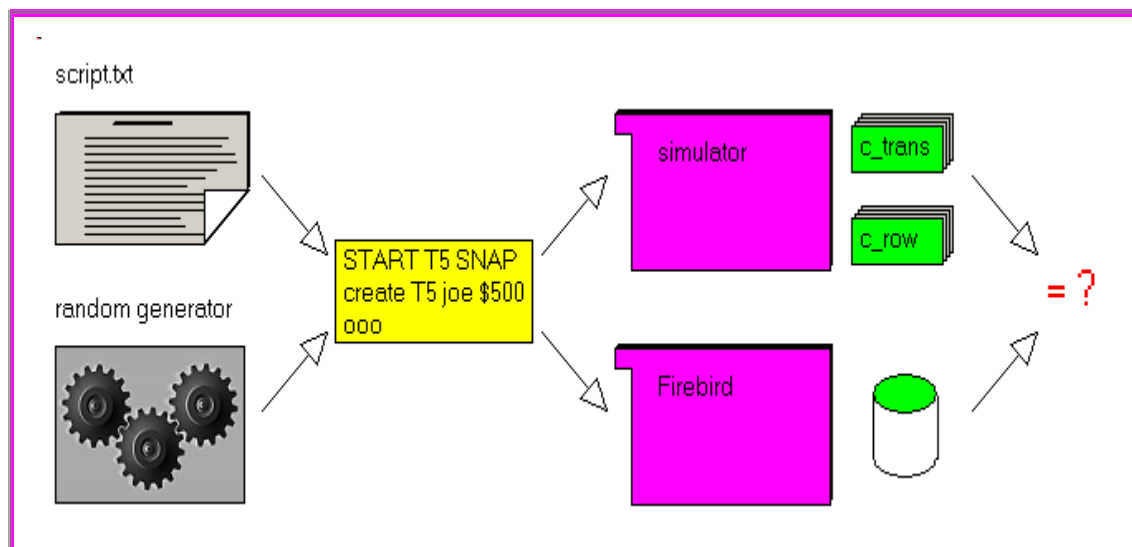 script.txt
random generator
START T5 SNAP
create T5 joe $500
ooo
simulator
c_trans
c_row
Firebird
= ?